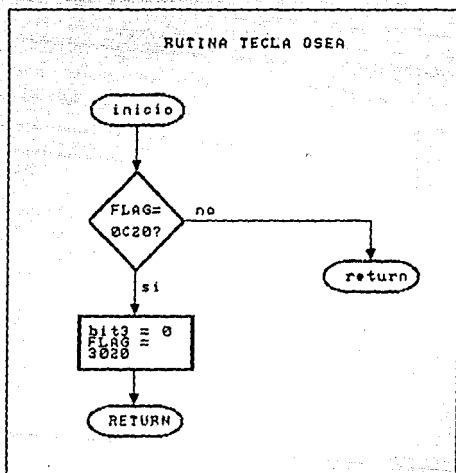 RUTINA TECLA OSEA
inicio
FLAG=
0C20?
no
return
si
bit3 = 0
FLAG =
3020
RETURN